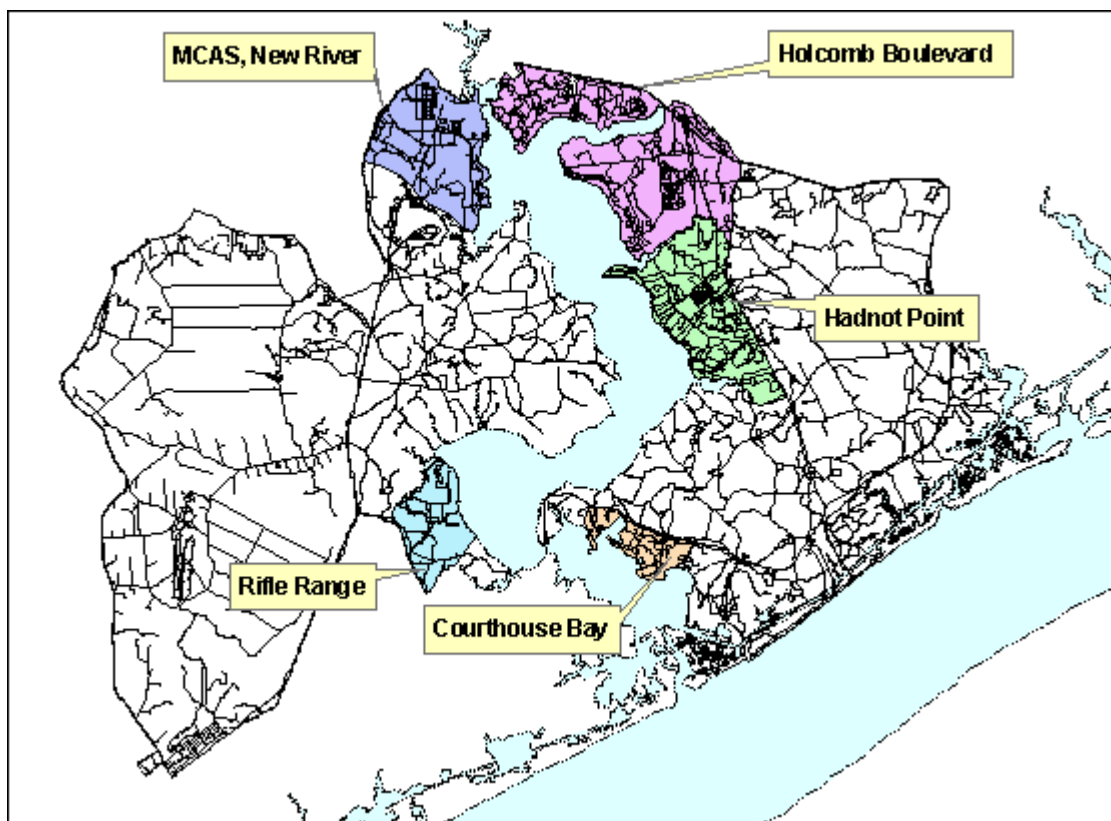 MCAS, New River
Holcomb Boulevard
Hadnot Point
Rifle Range
Courthouse Bay